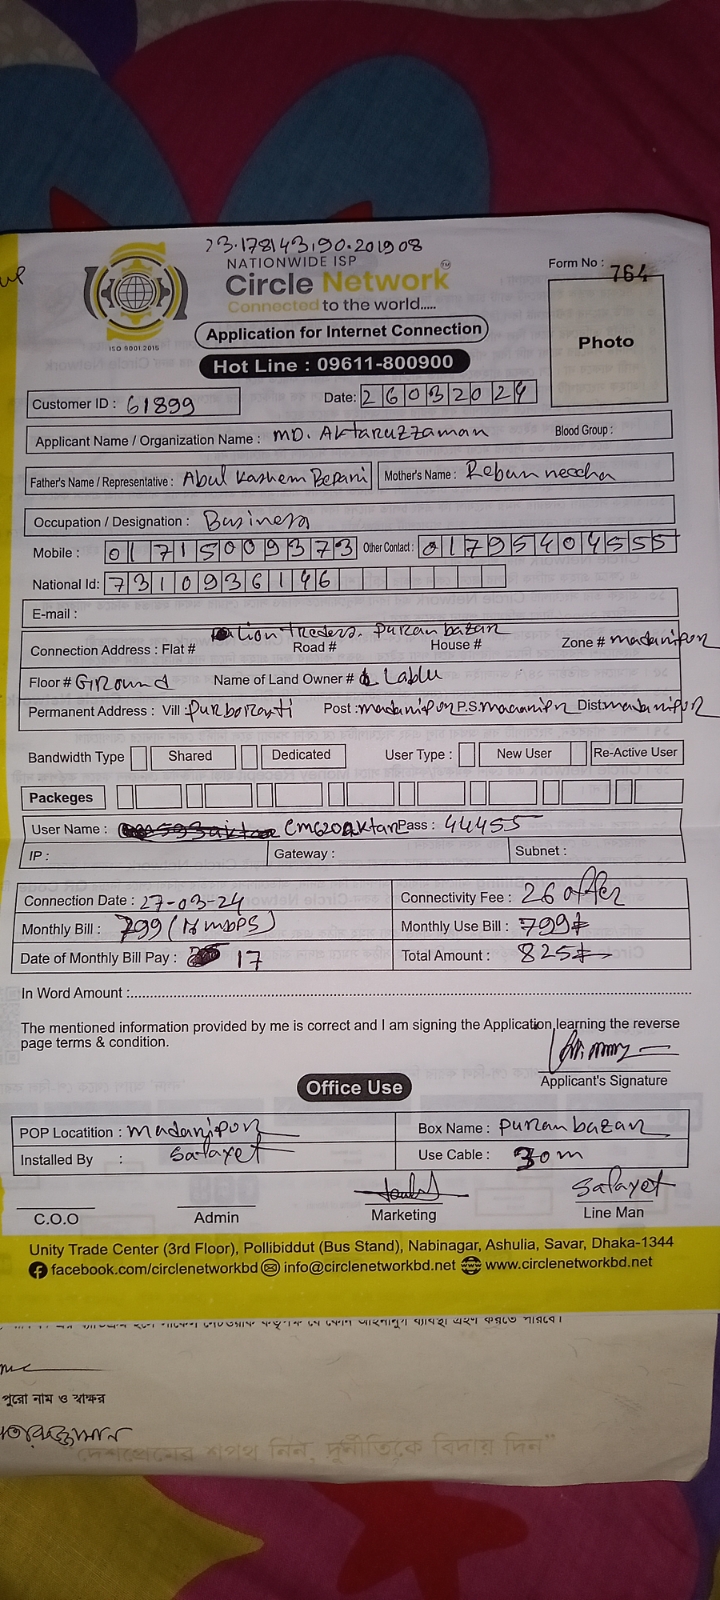 23.178143,90.201908
NATIONWIDE ISP
Circle Network TM
Connected to the world.....
ISO 9001:2015
Form No : 764
Application for Internet Connection
Photo
Hot Line : 09611-800900
Customer ID : 61899 Date: 26032024
Applicant Name / Organization Name : MD. Aktaruzzaman Blood Group :
Father's Name / Representative : Abul Kashem Bepari Mother's Name : Rebun neccha
Occupation / Designation : Business
Mobile : 01715009373 Other Contact : 01795404555
National Id: 7310936146
E-mail :
Lion Treders. Puran bazar
Connection Address : Flat # Road # House # Zone # madaripur
Floor # Ground Name of Land Owner # Lablu
Permanent Address : Vill : Post : madaripur P.S. Dist madaripur
Bandwidth Type Shared Dedicated User Type : New User Re-Active User
Packeges
User Name : Cm620aktar Pass : 44455
IP : Gateway : Subnet :
Connection Date : 27-03-24 Connectivity Fee : 26 offer
Monthly Bill : 799 ( mbps) Monthly Use Bill : 799
Date of Monthly Bill Pay : 17 Total Amount : 825
In Word Amount :
The mentioned information provided by me is correct and I am signing the Application,learning the reverse
page terms & condition.
Applicant's Signature
Office Use
POP Locatition : madaripur Box Name : puran bazar
Installed By : Salayet Use Cable : 30m
Salayet
C.O.O Admin Marketing Line Man
Unity Trade Center (3rd Floor), Pollibiddut (Bus Stand), Nabinagar, Ashulia, Savar, Dhaka-1344
facebook.com/circlenetworkbd info@circlenetworkbd.net www.circlenetworkbd.net
পুরো নাম ও স্বাক্ষর
দেশপ্রেমের শপথ নিন, দুর্নীতিকে বিদায় দিন"